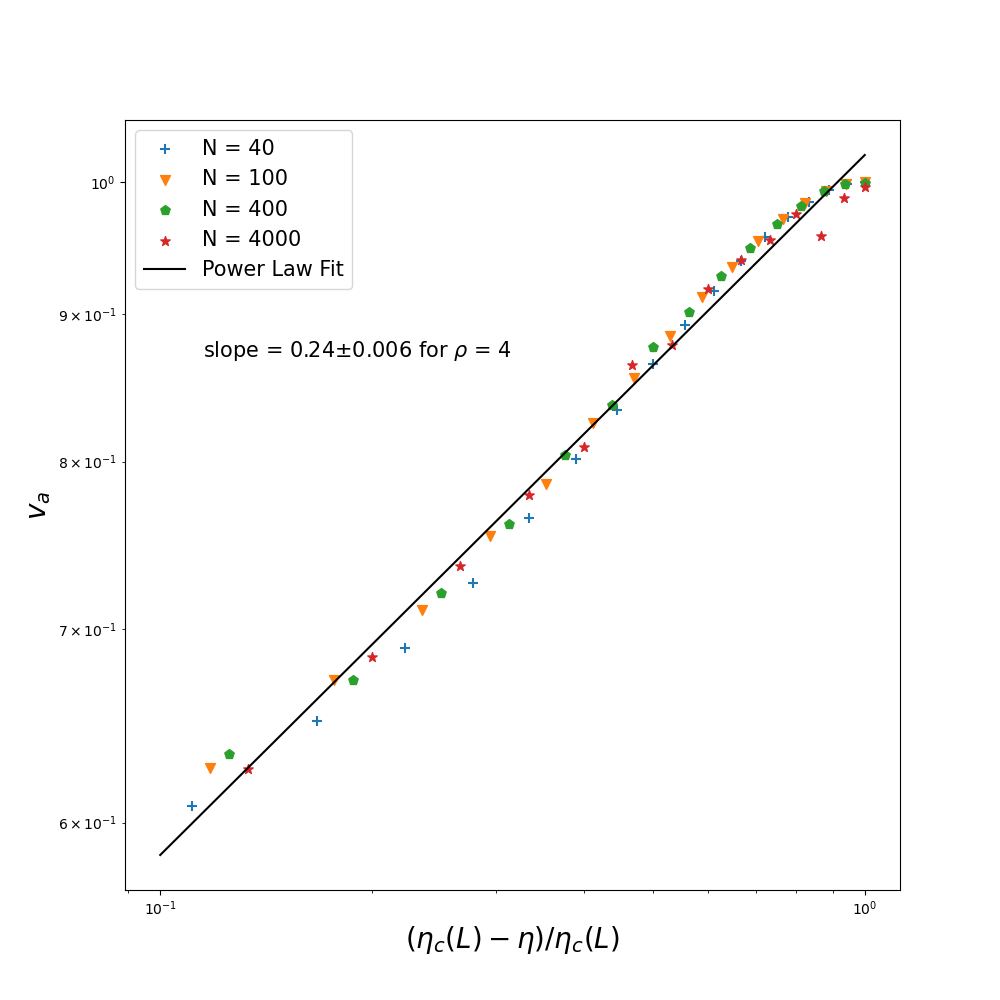 N = 40
N = 100
N = 400
N = 4000
Power Law Fit
slope = 0.24±0.006 for ρ = 4
10⁰
9 × 10⁻¹
8 × 10⁻¹
7 × 10⁻¹
6 × 10⁻¹
vₐ
10⁻¹ 10⁰
(η_c(L) − η)/η_c(L)